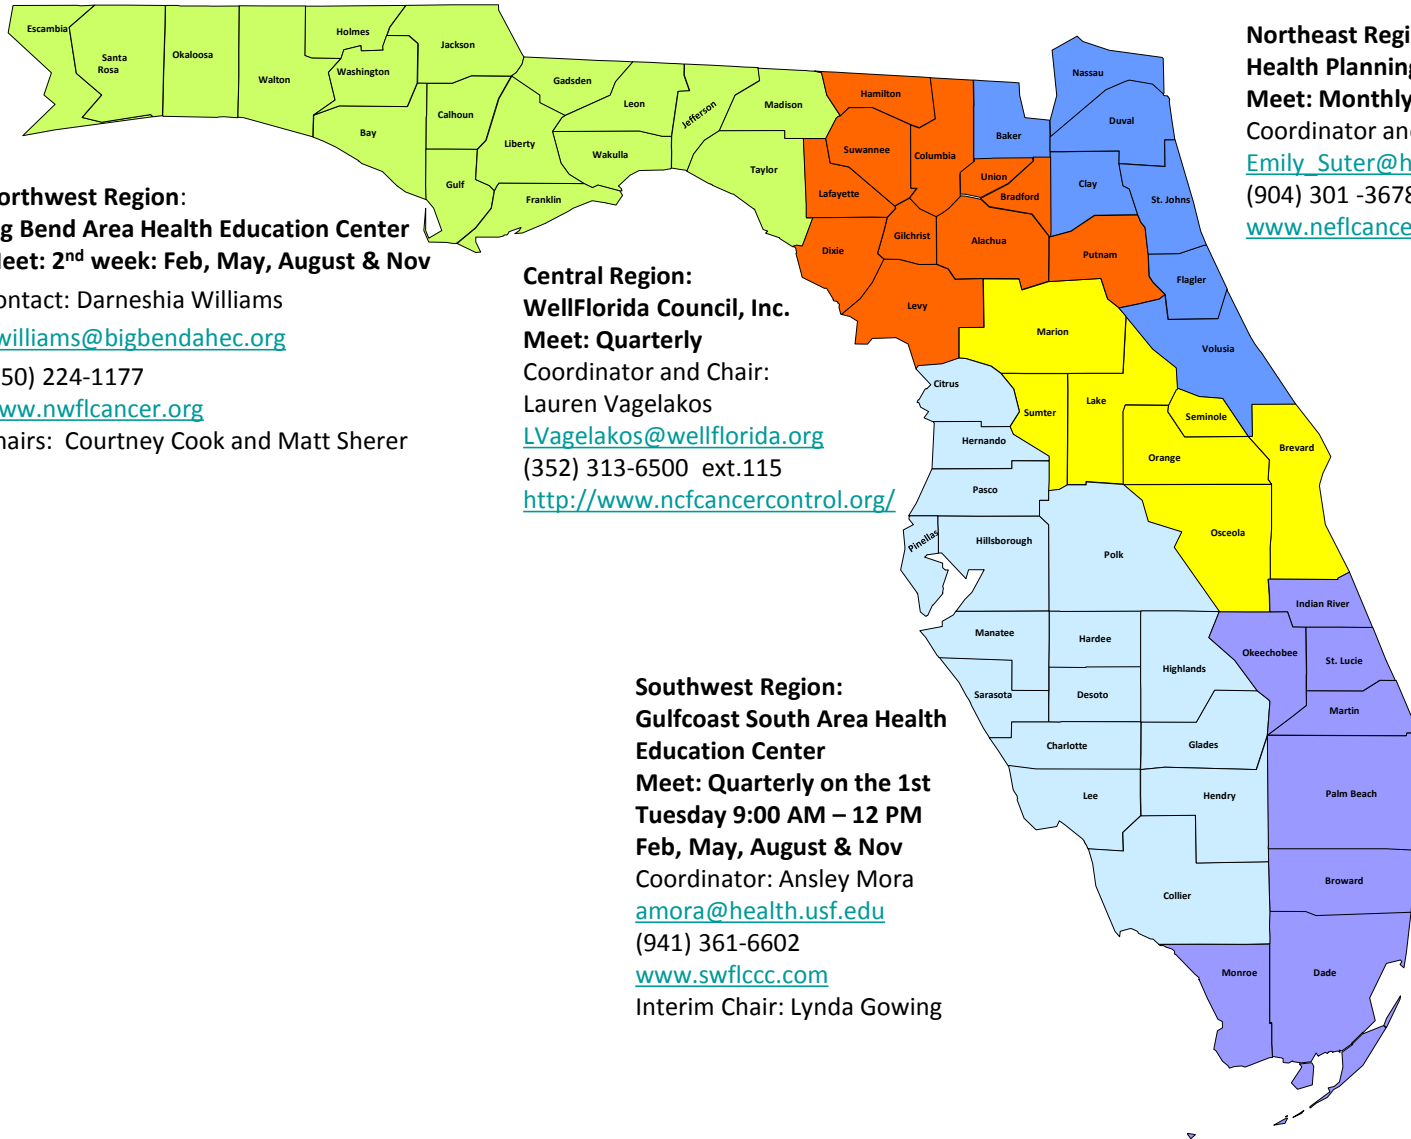 Escambia
Santa
Rosa
Okaloosa
Walton
Holmes
Washington
Jackson
Bay
Calhoun
Gulf
Liberty
Franklin
Gadsden
Leon
Wakulla
Jefferson
Madison
Taylor
Hamilton
Suwannee
Lafayette
Columbia
Dixie
Gilchrist
Levy
Union
Bradford
Alachua
Putnam
Baker
Nassau
Duval
Clay
St. Johns
Flagler
Volusia
Marion
Citrus
Sumter
Lake
Seminole
Orange
Brevard
Osceola
Hernando
Pasco
Pinellas
Hillsborough
Polk
Manatee
Hardee
Highlands
Sarasota
Desoto
Charlotte
Glades
Lee
Hendry
Collier
Indian River
Okeechobee
St. Lucie
Martin
Palm Beach
Broward
Monroe
Dade
Northeast Regi
Health Planning
Meet: Monthly
Coordinator and
Emily_Suter@h
(904) 301 -3678
www.neflcance
orthwest Region:
g Bend Area Health Education Center
eet: 2nd week: Feb, May, August & Nov
ontact: Darneshia Williams
williams@bigbendahec.org
50) 224-1177
ww.nwflcancer.org
hairs: Courtney Cook and Matt Sherer
Central Region:
WellFlorida Council, Inc.
Meet: Quarterly
Coordinator and Chair:
Lauren Vagelakos
LVagelakos@wellflorida.org
(352) 313-6500 ext.115
http://www.ncfcancercontrol.org/
Southwest Region:
Gulfcoast South Area Health
Education Center
Meet: Quarterly on the 1st
Tuesday 9:00 AM – 12 PM
Feb, May, August & Nov
Coordinator: Ansley Mora
amora@health.usf.edu
(941) 361-6602
www.swflccc.com
Interim Chair: Lynda Gowing